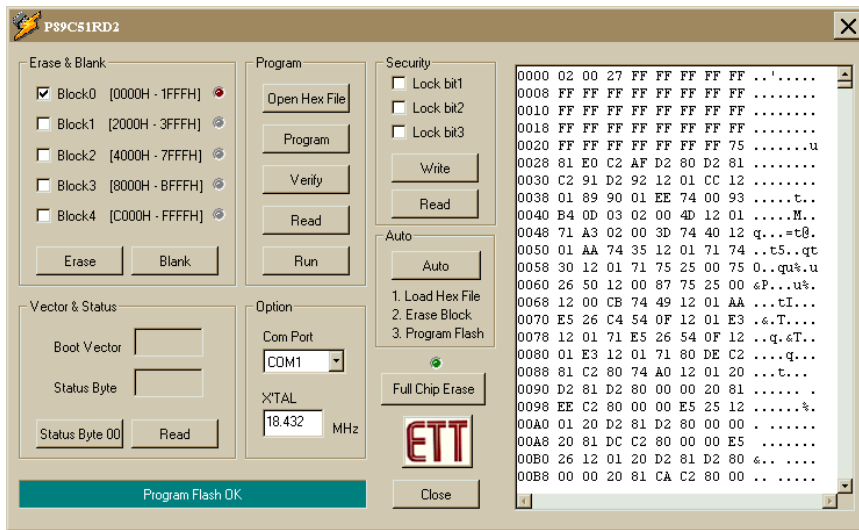 P89C51RD2
Erase & Blank
Block0 [0000H - 1FFFH]
Block1 [2000H - 3FFFH]
Block2 [4000H - 7FFFH]
Block3 [8000H - BFFFH]
Block4 [C000H - FFFFH]
Erase Blank
Vector & Status
Boot Vector
Status Byte
Status Byte 00 Read
Program
Open Hex File
Program
Verify
Read
Run
Option
Com Port
COM1
X'TAL
18.432 MHz
Security
Lock bit1
Lock bit2
Lock bit3
Write
Read
Auto
Auto
1. Load Hex File
2. Erase Block
3. Program Flash
Full Chip Erase
ETT
Close
Program Flash OK
0000 02 00 27 FF FF FF FF FF ..'.....
0008 FF FF FF FF FF FF FF FF ........
0010 FF FF FF FF FF FF FF FF ........
0018 FF FF FF FF FF FF FF FF ........
0020 FF FF FF FF FF FF FF 75 .......u
0028 81 E0 C2 AF D2 80 D2 81 ........
0030 C2 91 D2 92 12 01 CC 12 ........
0038 01 89 90 01 EE 74 00 93 .....t..
0040 B4 0D 03 02 00 4D 12 01 .....M..
0048 71 A3 02 00 3D 74 40 12 q...=t@.
0050 01 AA 74 35 12 01 71 74 ..t5..qt
0058 30 12 01 71 75 25 00 75 0..qu%.u
0060 26 50 12 00 87 75 25 00 &P...u%.
0068 12 00 CB 74 49 12 01 AA ...tI...
0070 E5 26 C4 54 0F 12 01 E3 .&.T....
0078 12 01 71 E5 26 54 0F 12 ..q.&T..
0080 01 E3 12 01 71 80 DE C2 ....q...
0088 81 C2 80 74 A0 12 01 20 ...t...
0090 D2 81 D2 80 00 00 20 81 ...... .
0098 EE C2 80 00 00 E5 25 12 ......%.
00A0 01 20 D2 81 D2 80 00 00 . ......
00A8 20 81 DC C2 80 00 00 E5 .......
00B0 26 12 01 20 D2 81 D2 80 &.. ....
00B8 00 00 20 81 CA C2 80 00 .. .....